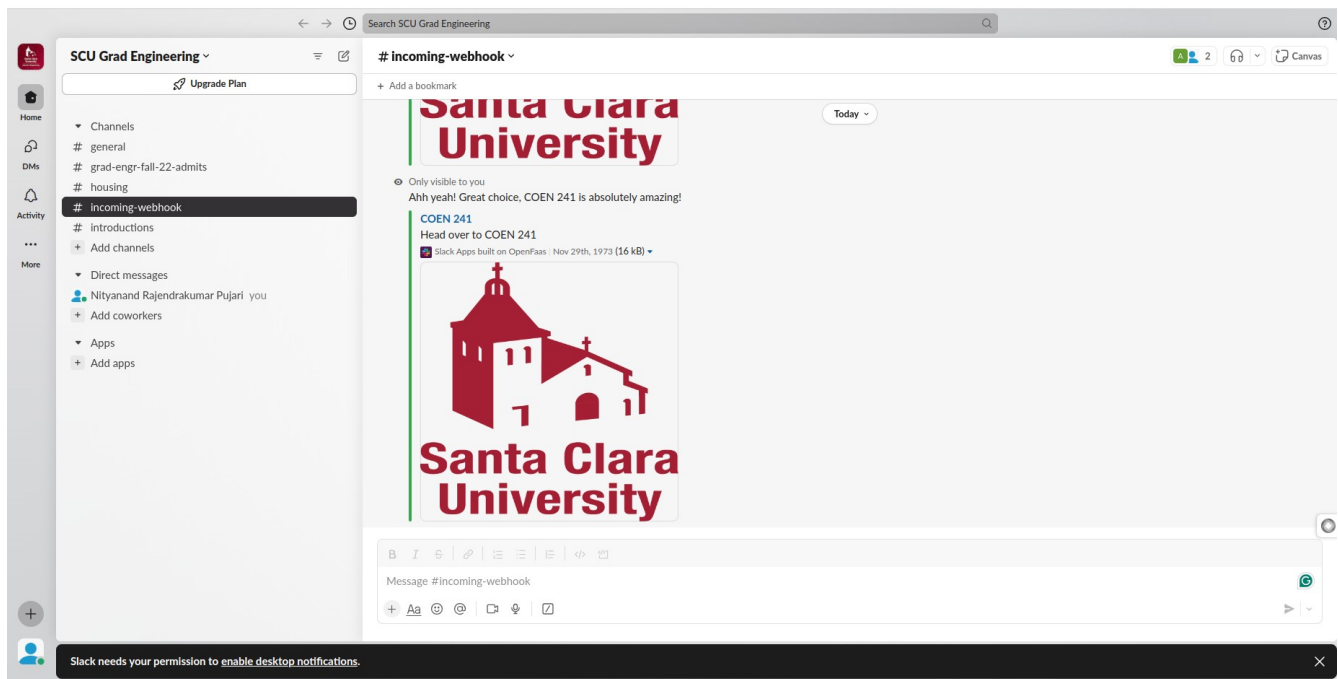 Search SCU Grad Engineering
SCU Grad Engineering
Upgrade Plan
Home
DMs
Activity
More
Channels
# general
# grad-engr-fall-22-admits
# housing
# incoming-webhook
# introductions
+ Add channels
Direct messages
Nityanand Rajendrakumar Pujari you
+ Add coworkers
Apps
+ Add apps
# incoming-webhook
A 2
Canvas
+ Add a bookmark
Today
Santa Clara
University
Only visible to you
Ahh yeah! Great choice, COEN 241 is absolutely amazing!
COEN 241
Head over to COEN 241
Slack Apps built on OpenFaas | Nov 29th, 1973 (16 kB)
Santa Clara
University
B I S
Message #incoming-webhook
+ Aa @
Slack needs your permission to enable desktop notifications.